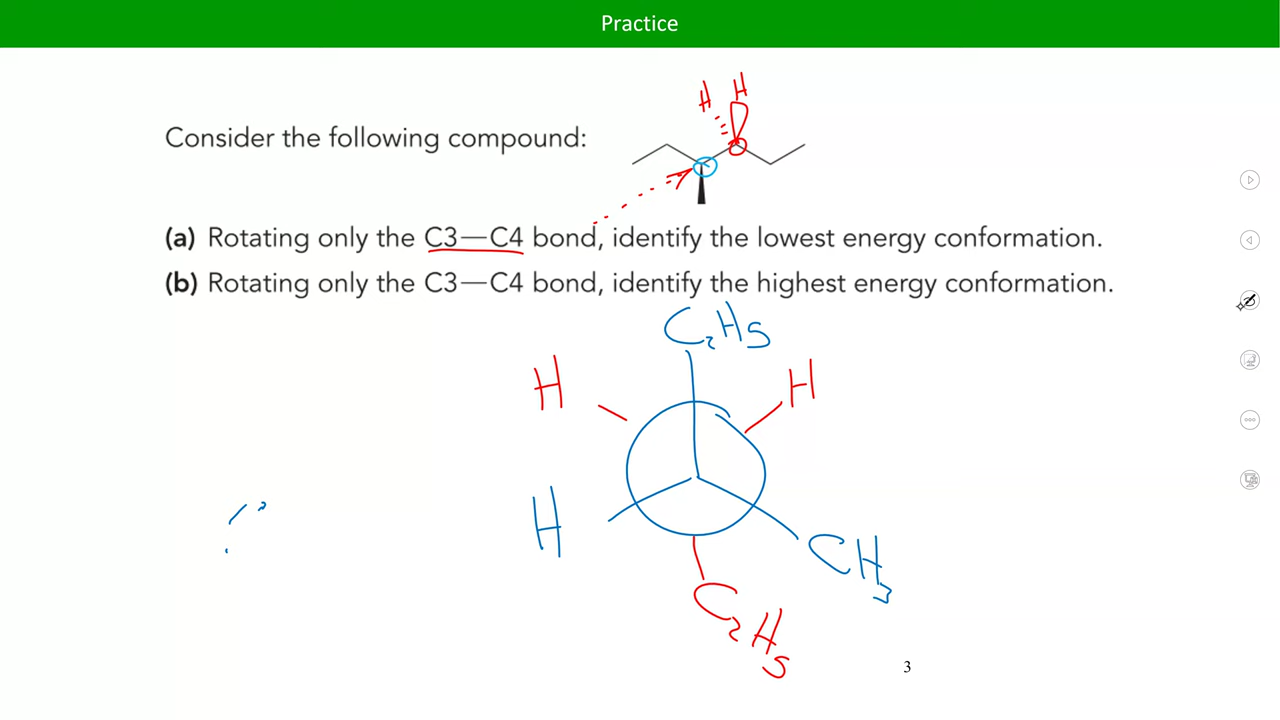 Practice
H H
Consider the following compound:
(a) Rotating only the C3—C4 bond, identify the lowest energy conformation.
(b) Rotating only the C3—C4 bond, identify the highest energy conformation.
C₂H₅
H H
H CH₃
C₂H₅
3